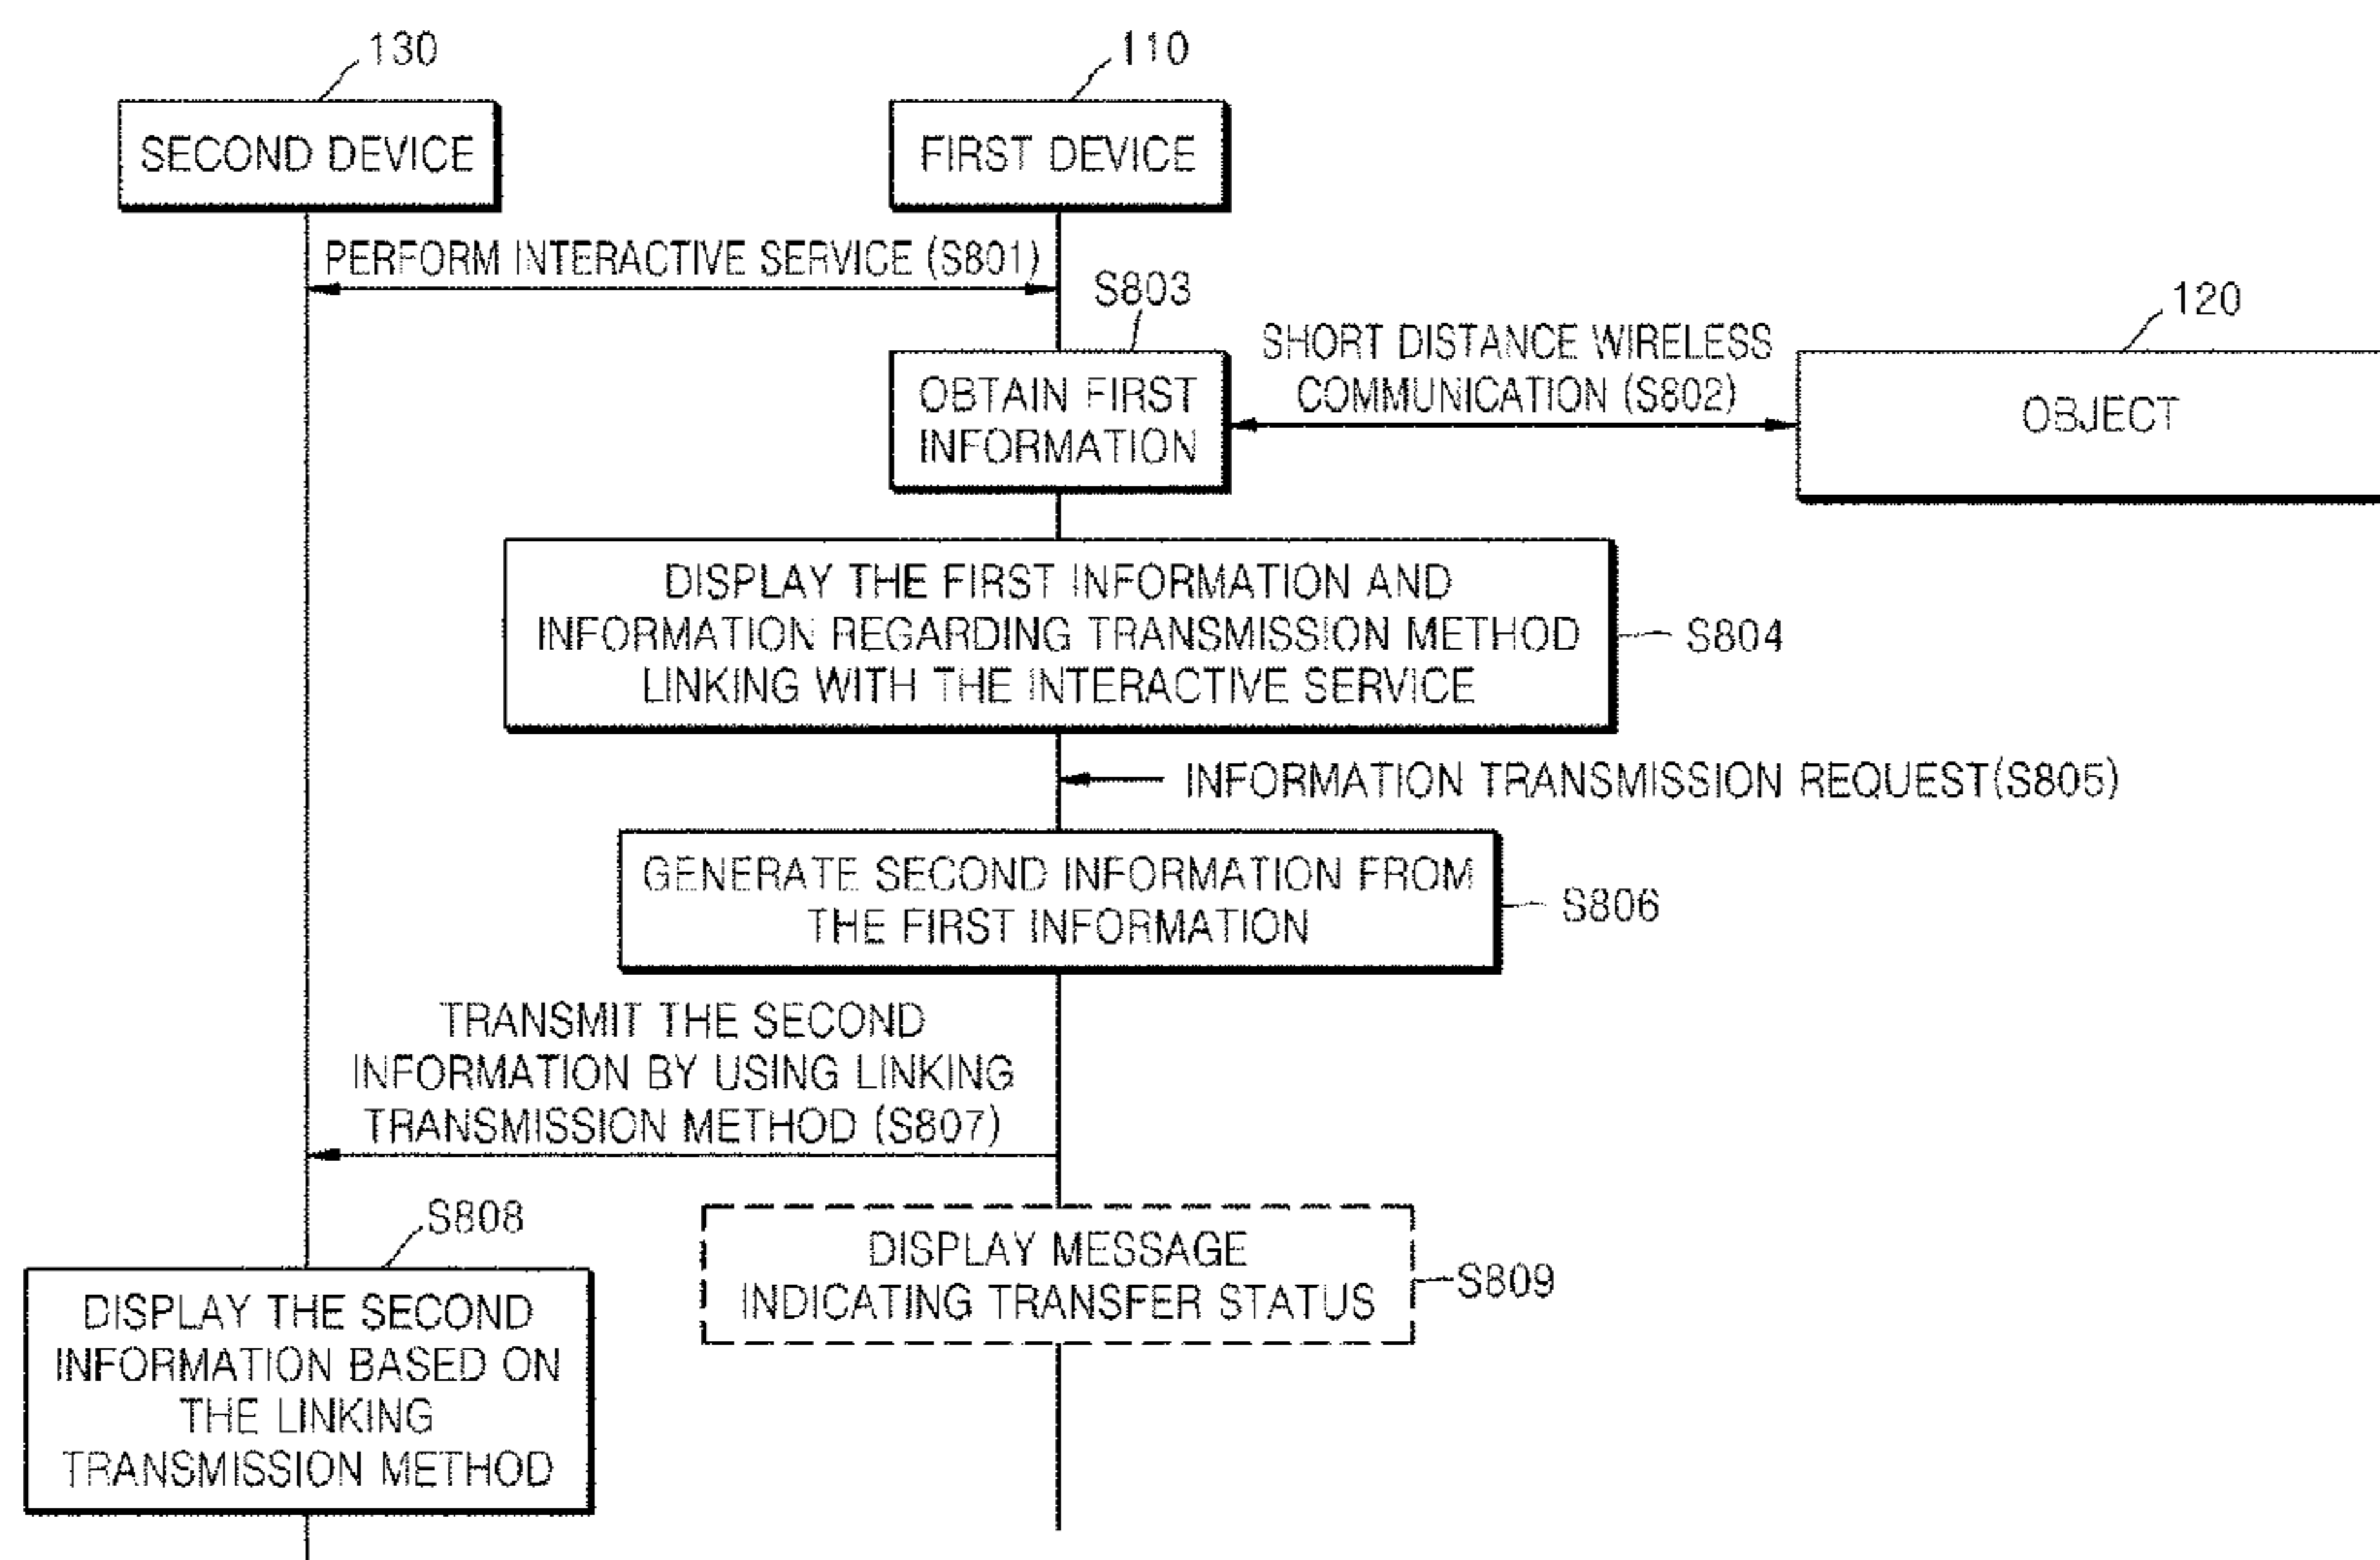 130
110
SECOND DEVICE
FIRST DEVICE
PERFORM INTERACTIVE SERVICE (S801)
S803
120
SHORT DISTANCE WIRELESS
COMMUNICATION (S802)
OBTAIN FIRST
INFORMATION
OBJECT
DISPLAY THE FIRST INFORMATION AND
INFORMATION REGARDING TRANSMISSION METHOD
LINKING WITH THE INTERACTIVE SERVICE
S804
INFORMATION TRANSMISSION REQUEST(S805)
GENERATE SECOND INFORMATION FROM
THE FIRST INFORMATION
S806
TRANSMIT THE SECOND
INFORMATION BY USING LINKING
TRANSMISSION METHOD (S807)
S808
DISPLAY MESSAGE
INDICATING TRANSFER STATUS
S809
DISPLAY THE SECOND
INFORMATION BASED ON
THE LINKING
TRANSMISSION METHOD